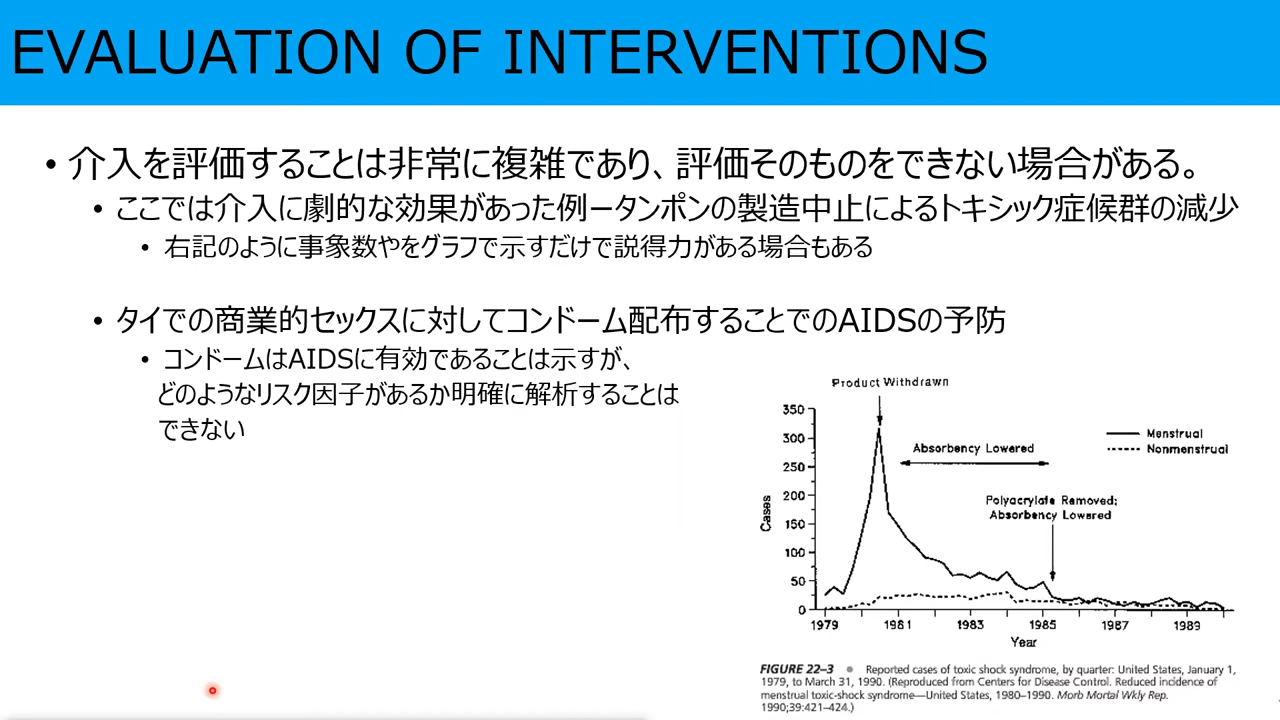 EVALUATION OF INTERVENTIONS
• 介入を評価することは非常に複雑であり、評価そのものをできない場合がある。
• ここでは介入に劇的な効果があった例ータンポンの製造中止によるトキシック症候群の減少
• 右記のように事象数やをグラフで示すだけで説得力がある場合もある
• タイでの商業的セックスに対してコンドーム配布することでのAIDSの予防
• コンドームはAIDSに有効であることは示すが、
どのようなリスク因子があるか明確に解析することは
できない
Product Withdrawn
Absorbency Lowered
Menstrual
Nonmenstrual
Polyacrylate Removed;
Absorbency Lowered
Cases
350
300
250
200
150
100
50
0
1979 1981 1983 1985 1987 1989
Year
FIGURE 22–3 ● Reported cases of toxic shock syndrome, by quarter: United States, January 1,
1979, to March 31, 1990. (Reproduced from Centers for Disease Control. Reduced incidence of
menstrual toxic-shock syndrome—United States, 1980–1990. Morb Mortal Wkly Rep.
1990;39:421–424.)